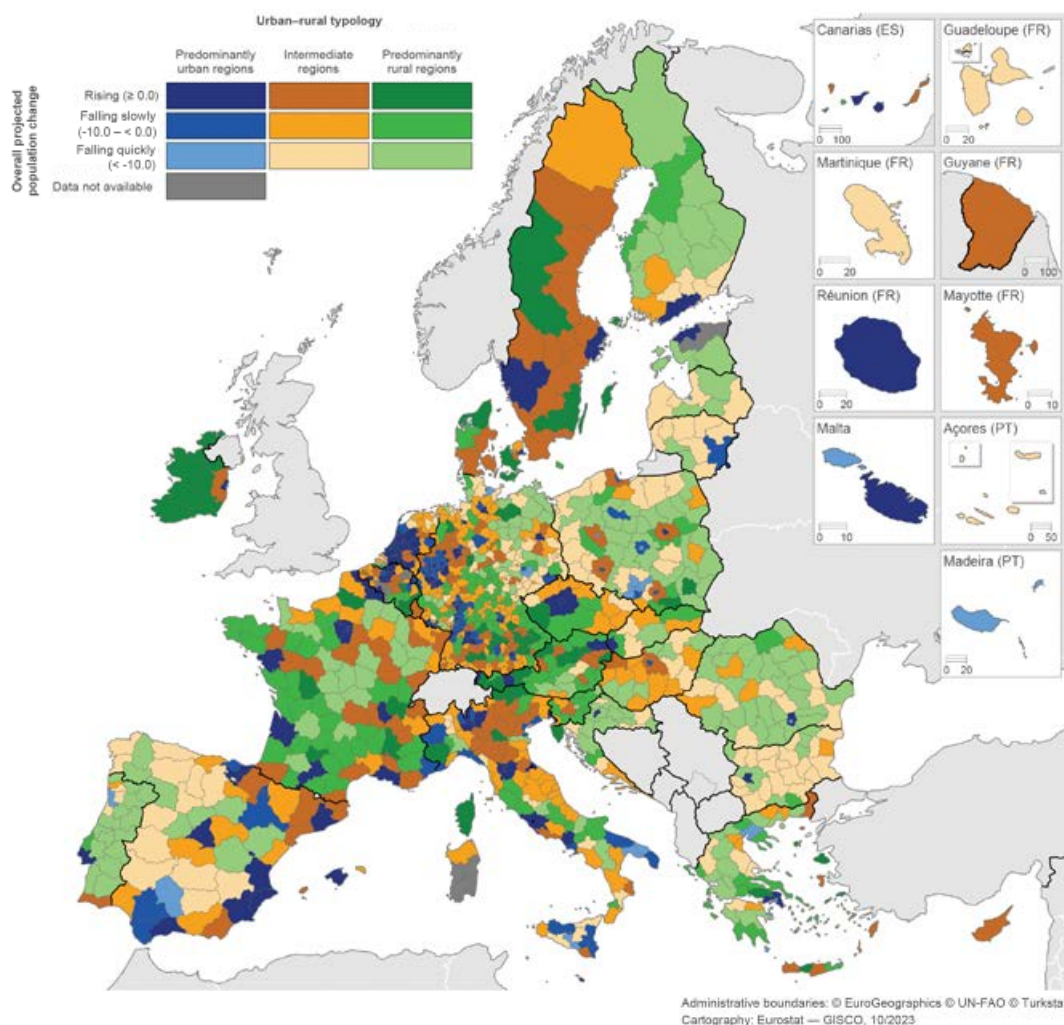 Urban–rural typology
Predominantly
urban regions
Intermediate
regions
Predominantly
rural regions
Overall projected
population change
Rising (≥ 0.0)
Falling slowly
(-10.0 – < 0.0)
Falling quickly
(< -10.0)
Data not available
Canarias (ES)
0 100
Guadeloupe (FR)
0 20
Martinique (FR)
0 20
Guyane (FR)
0 100
Réunion (FR)
0 20
Mayotte (FR)
0 10
Malta
0 10
Açores (PT)
0 50
Madeira (PT)
0 20
Administrative boundaries: © EuroGeographics © UN-FAO © Turksta
Cartography: Eurostat — GISCO, 10/2023